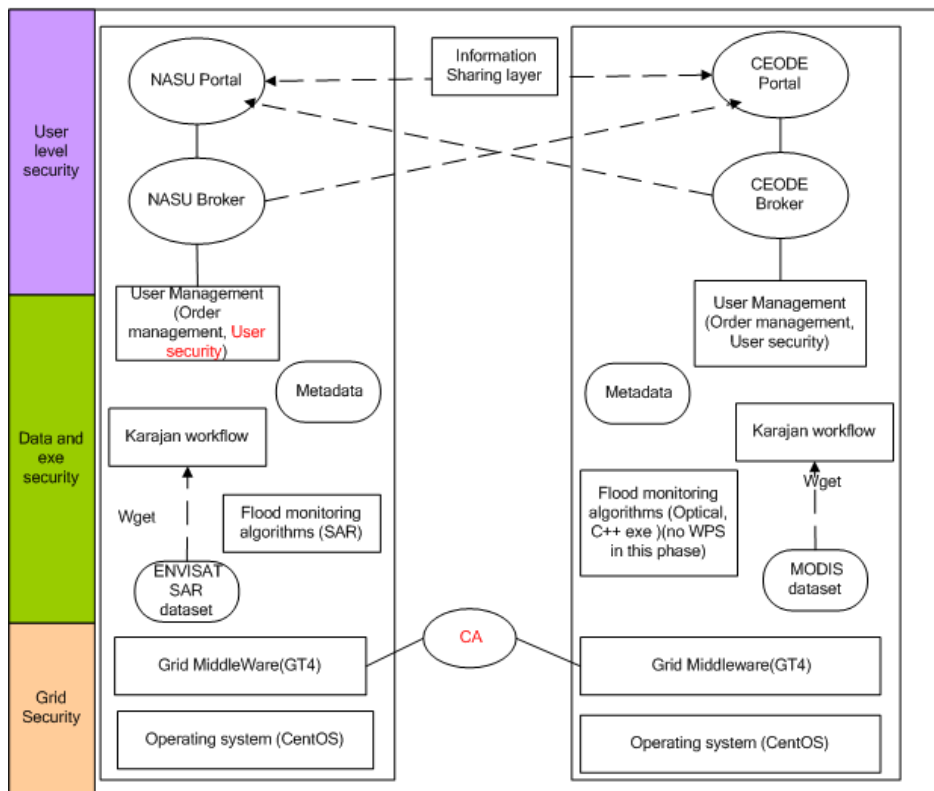 User
level
security
Data and
exe
security
Grid
Security
NASU Portal
NASU Broker
User Management
(Order
management, User
security)
Metadata
Karajan workflow
Wget
Flood monitoring
algorithms (SAR)
ENVISAT
SAR
dataset
Grid MiddleWare(GT4)
Operating system (CentOS)
Information
Sharing layer
CA
CEODE
Portal
CEODE
Broker
User Management
(Order management,
User security)
Metadata
Karajan workflow
Wget
Flood monitoring
algorithms (Optical,
C++ exe )(no WPS
in this phase)
MODIS
dataset
Grid Middleware(GT4)
Operating system (CentOS)